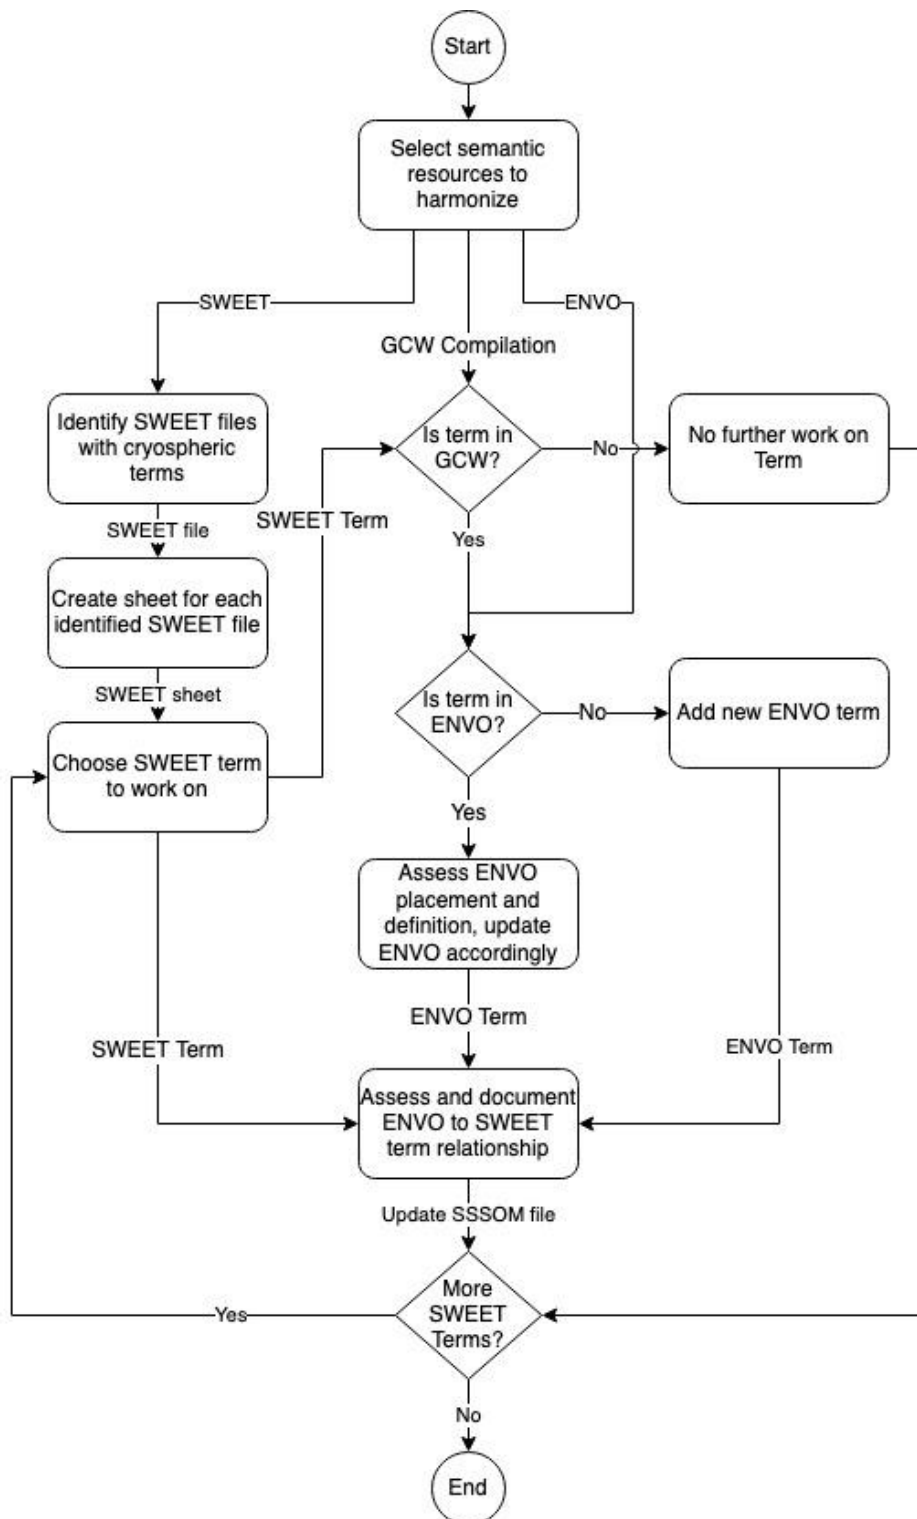 Start
Select semantic
resources to
harmonize
SWEET
ENVO
GCW Compilation
Identify SWEET files
with cryospheric
terms
Is term in
GCW?
No
No further work on
Term
SWEET Term
SWEET file
Yes
Create sheet for each
identified SWEET file
SWEET sheet
Is term in
ENVO?
No
Add new ENVO term
Choose SWEET term
to work on
Yes
Assess ENVO
placement and
definition, update
ENVO accordingly
ENVO Term
SWEET Term
ENVO Term
Assess and document
ENVO to SWEET
term relationship
Update SSSOM file
More
SWEET
Terms?
Yes
No
End